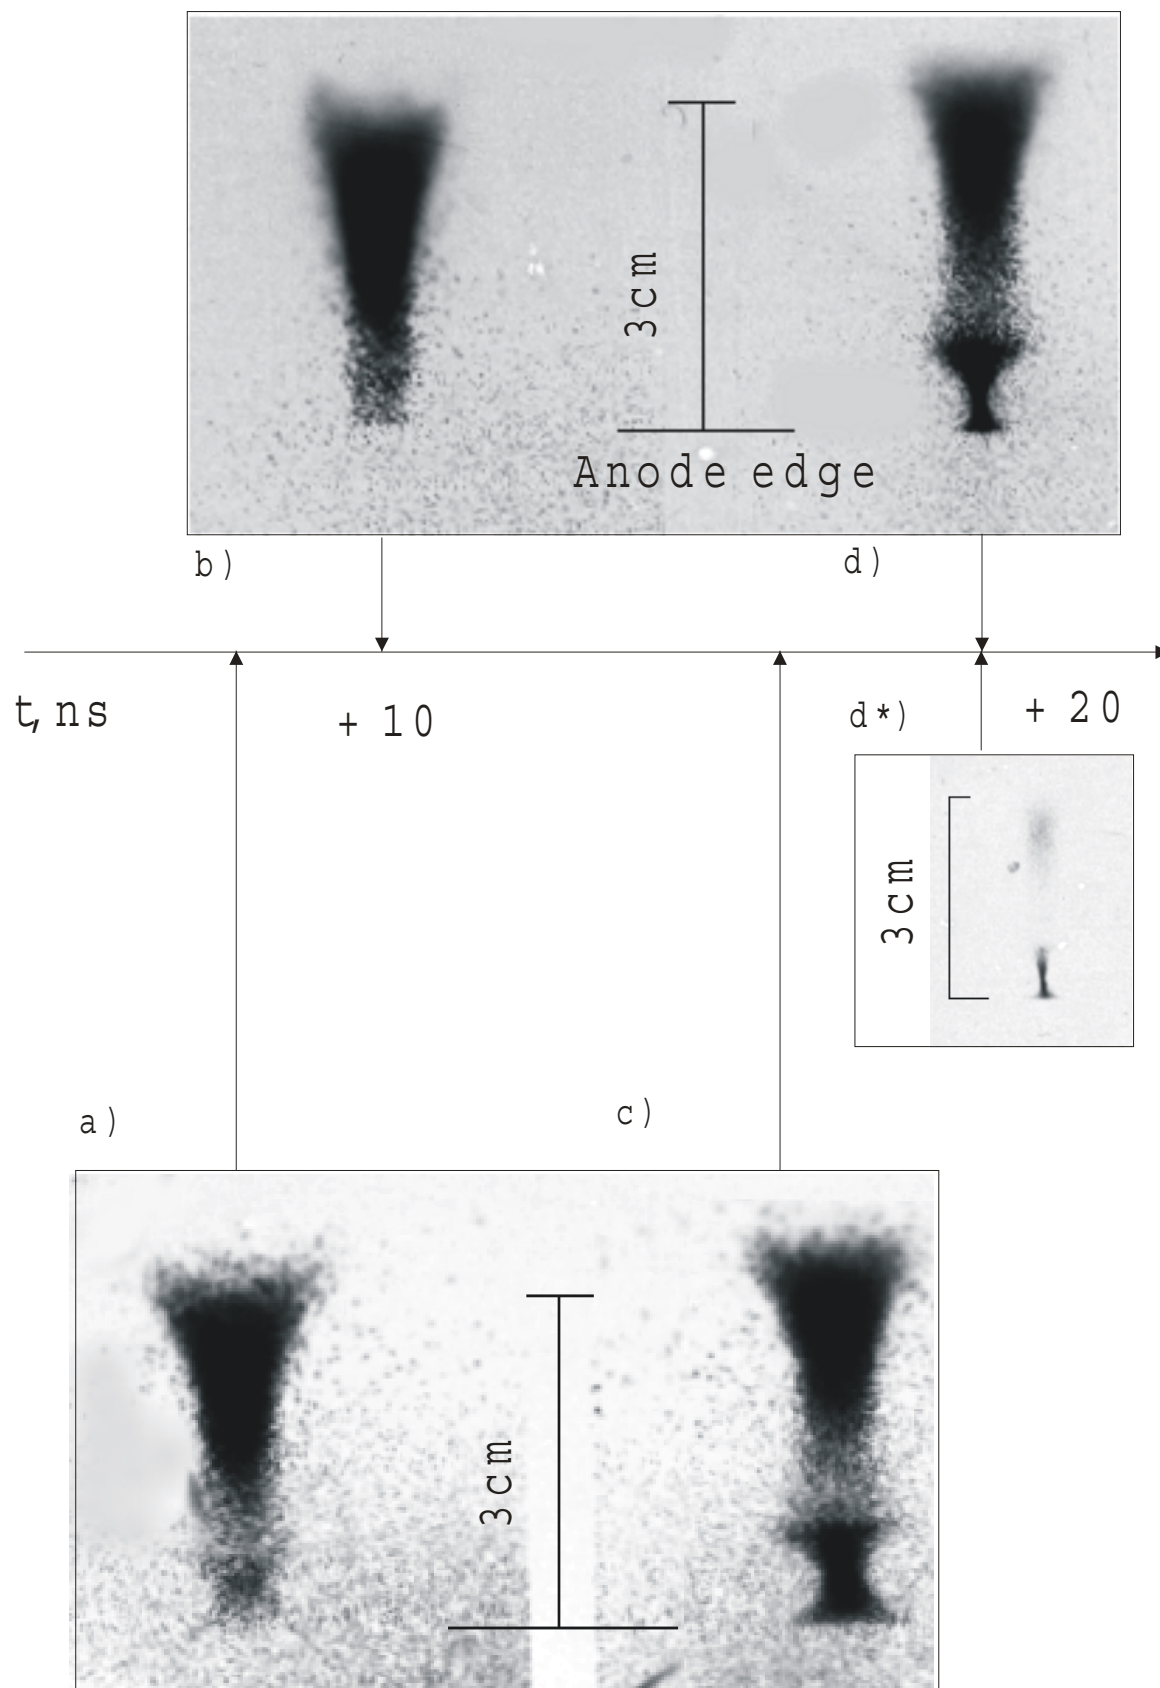 3cm
Anode edge
b)
d)
t, ns
+ 10
d*)
+ 20
3cm
a)
c)
3cm